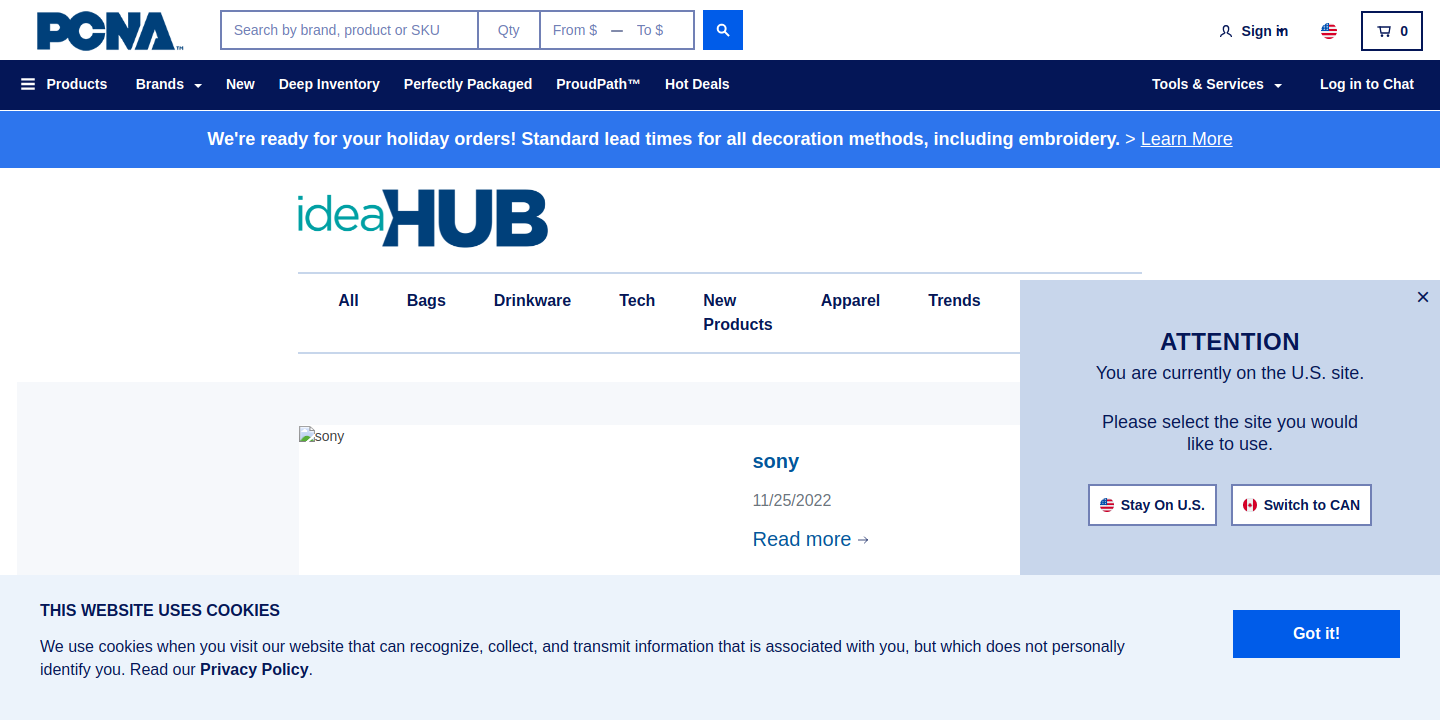 PCNA™
Search by brand, product or SKU
Qty
From $ — To $
Sign in
0
Products
Brands
New
Deep Inventory
Perfectly Packaged
ProudPath™
Hot Deals
Tools & Services
Log in to Chat
We're ready for your holiday orders! Standard lead times for all decoration methods, including embroidery. > Learn More
ideaHUB
All
Bags
Drinkware
Tech
New
Products
Apparel
Trends
×
ATTENTION
You are currently on the U.S. site.
Please select the site you would
like to use.
Stay On U.S.
Switch to CAN
sony
sony
11/25/2022
Read more →
THIS WEBSITE USES COOKIES
We use cookies when you visit our website that can recognize, collect, and transmit information that is associated with you, but which does not personally
identify you. Read our Privacy Policy.
Got it!